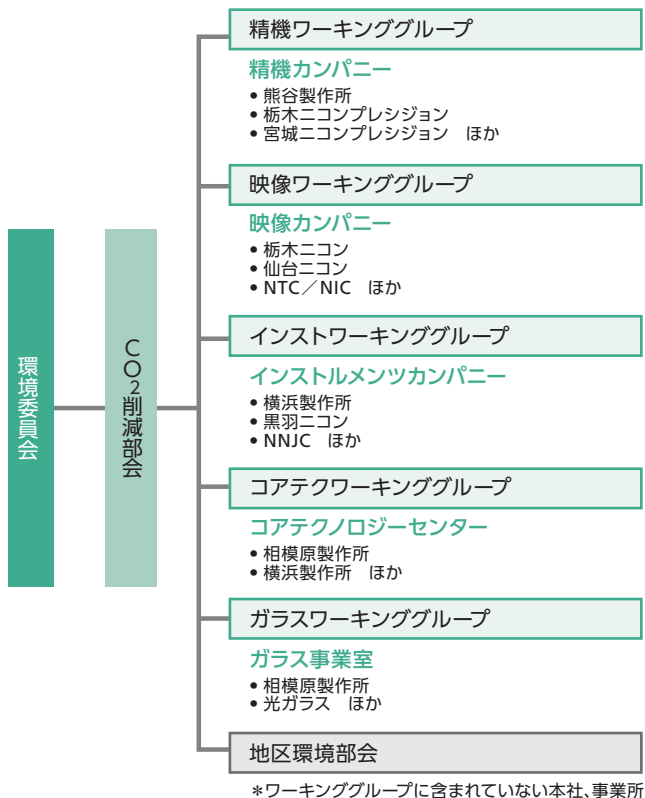 環境委員会
CO2削減部会
精機ワーキンググループ
精機カンパニー
• 熊谷製作所
• 栃木ニコンプレシジョン
• 宮城ニコンプレシジョン　ほか
映像ワーキンググループ
映像カンパニー
• 栃木ニコン
• 仙台ニコン
• NTC／NIC　ほか
インストワーキンググループ
インストルメンツカンパニー
• 横浜製作所
• 黒羽ニコン
• NNJC　ほか
コアテクワーキンググループ
コアテクノロジーセンター
• 相模原製作所
• 横浜製作所　ほか
ガラスワーキンググループ
ガラス事業室
• 相模原製作所
• 光ガラス　ほか
地区環境部会
＊ワーキンググループに含まれていない本社、事業所